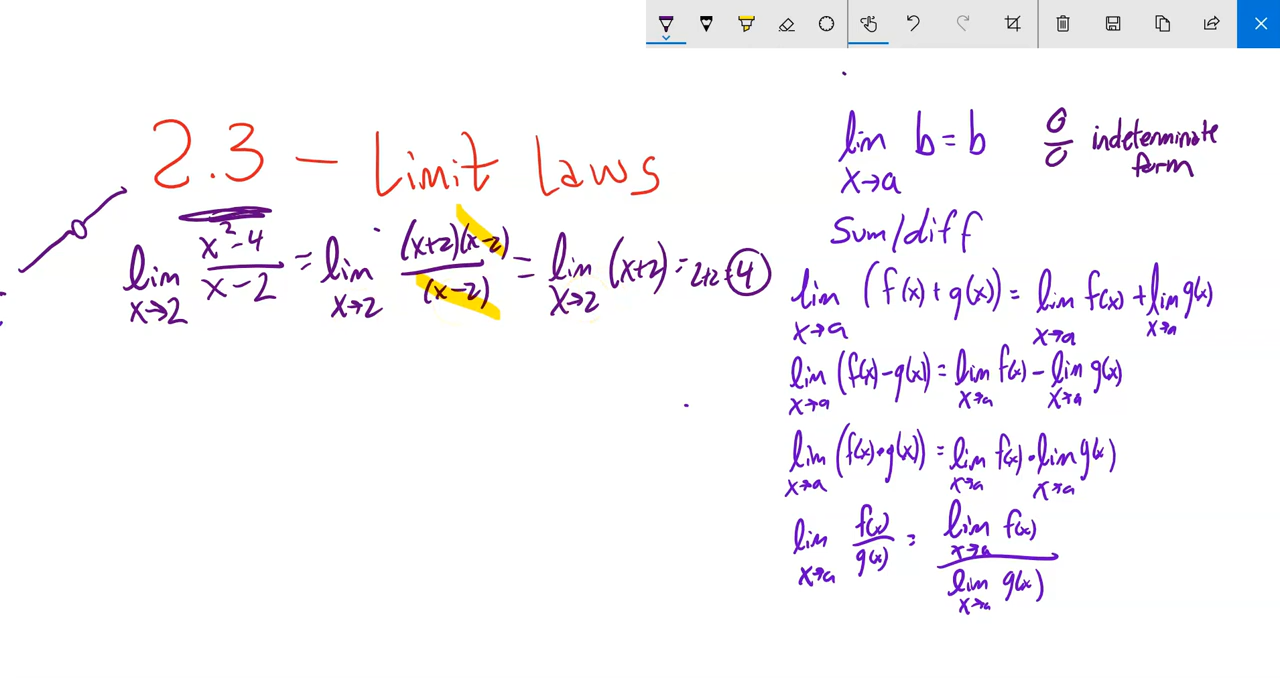 2.3 - Limit Laws
lim x→2 (x²-4)/(x-2) = lim x→2 ((x+2)(x-2))/(x-2) = lim x→2 (x+2) = 2+2=4
lim x→a b = b
0/0 indeterminate form
Sum/diff
lim x→a (f(x)+g(x)) = lim x→a f(x) + lim x→a g(x)
lim x→a (f(x)-g(x)) = lim x→a f(x) - lim x→a g(x)
lim x→a (f(x)•g(x)) = lim x→a f(x) • lim x→a g(x)
lim x→a f(x)/g(x) = lim x→a f(x) / lim x→a g(x)